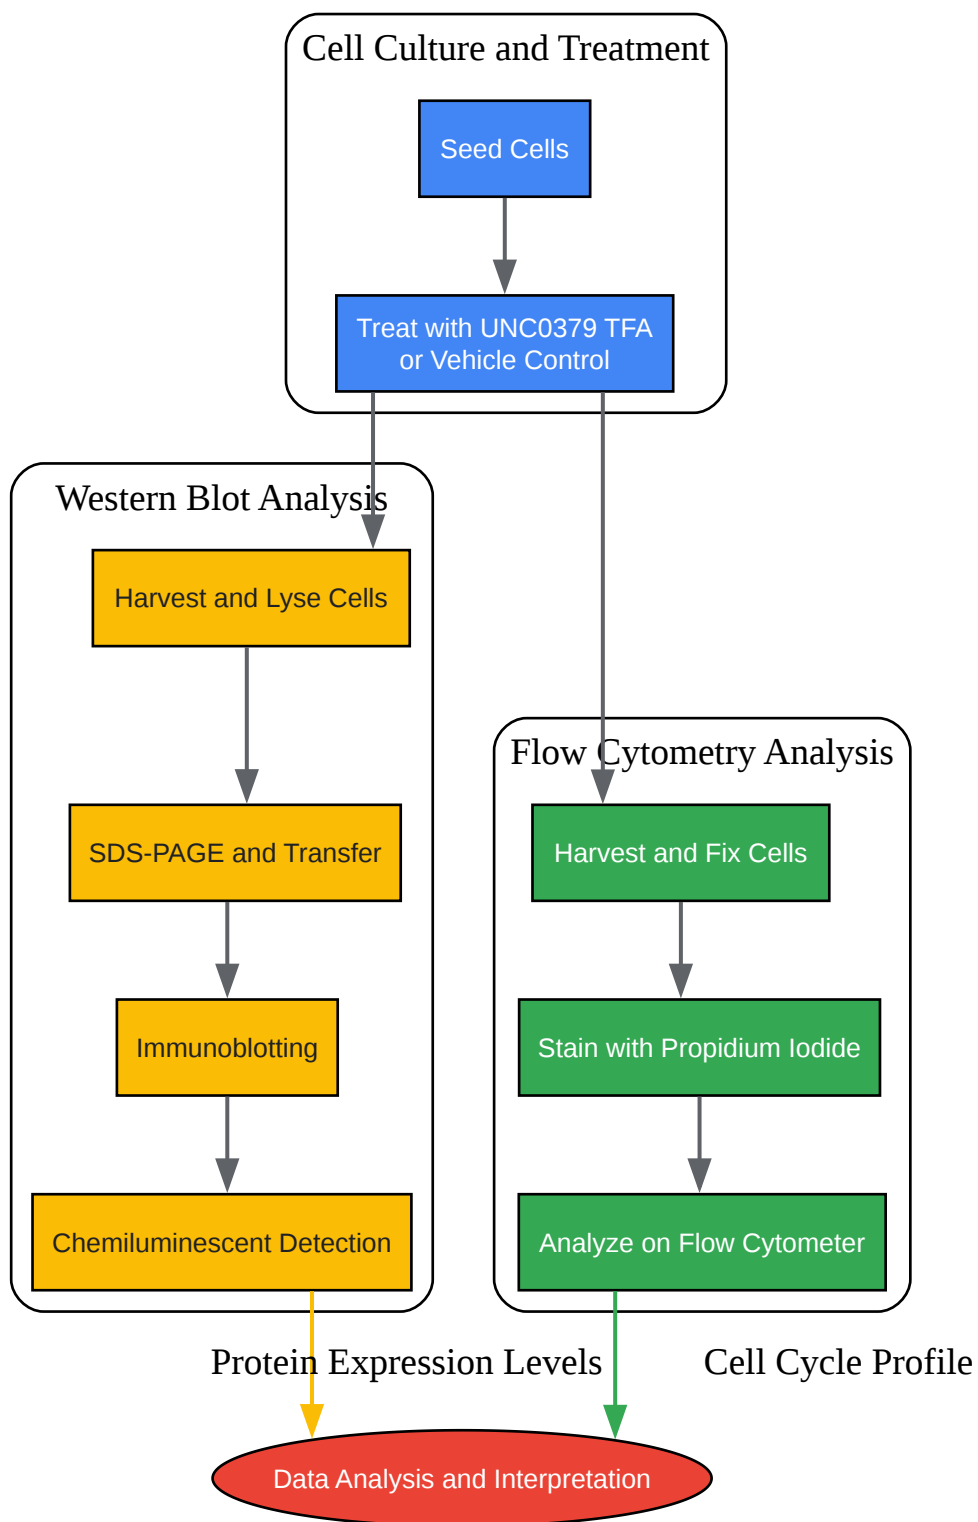 Cell Culture and Treatment
Seed Cells
Treat with UNC0379 TFA
or Vehicle Control
Western Blot Analysis
Harvest and Lyse Cells
SDS-PAGE and Transfer
Immunoblotting
Chemiluminescent Detection
Flow Cytometry Analysis
Harvest and Fix Cells
Stain with Propidium Iodide
Analyze on Flow Cytometer
Protein Expression Levels
Cell Cycle Profile
Data Analysis and Interpretation